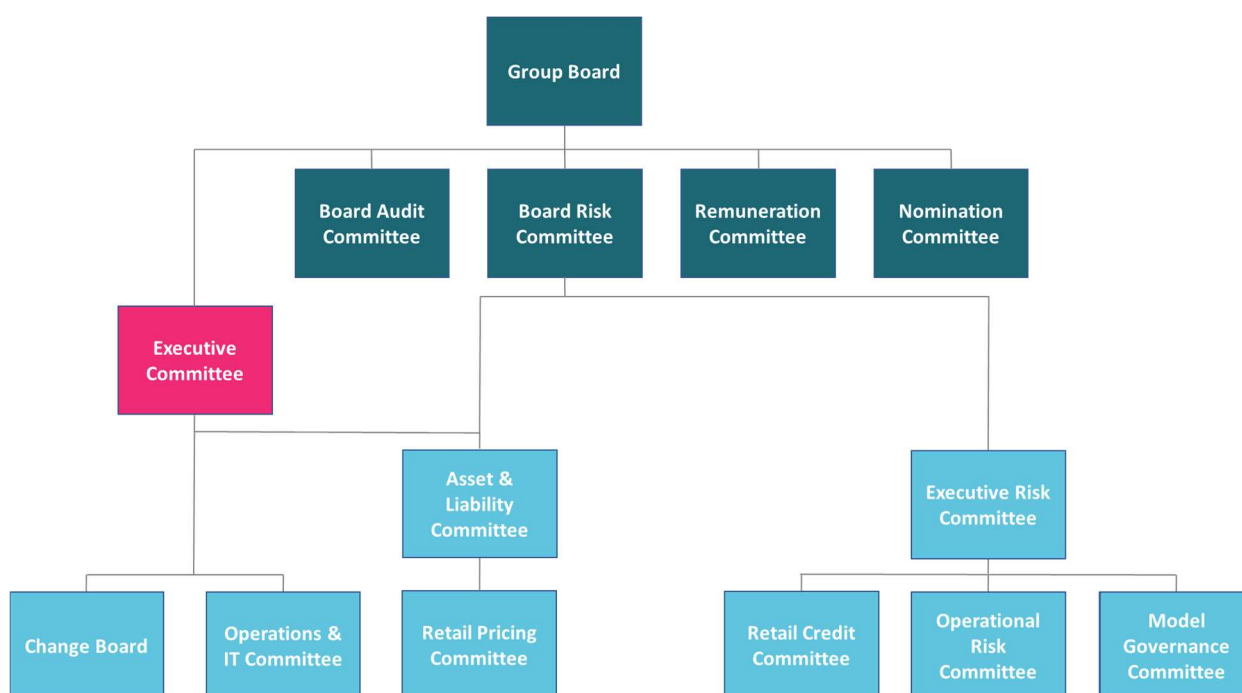 Group Board
Board Audit
Committee
Board Risk
Committee
Remuneration
Committee
Nomination
Committee
Executive
Committee
Asset &
Liability
Committee
Executive Risk
Committee
Change Board
Operations &
IT Committee
Retail Pricing
Committee
Retail Credit
Committee
Operational
Risk
Committee
Model
Governance
Committee